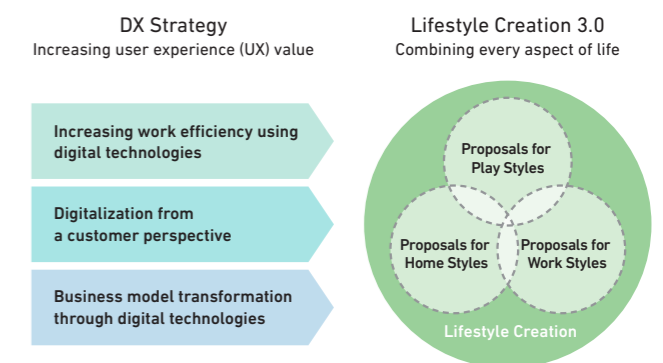 DX Strategy
Increasing user experience (UX) value
Increasing work efficiency using
digital technologies
Digitalization from
a customer perspective
Business model transformation
through digital technologies
Lifestyle Creation 3.0
Combining every aspect of life
Proposals for
Play Styles
Proposals for
Home Styles
Proposals for
Work Styles
Lifestyle Creation